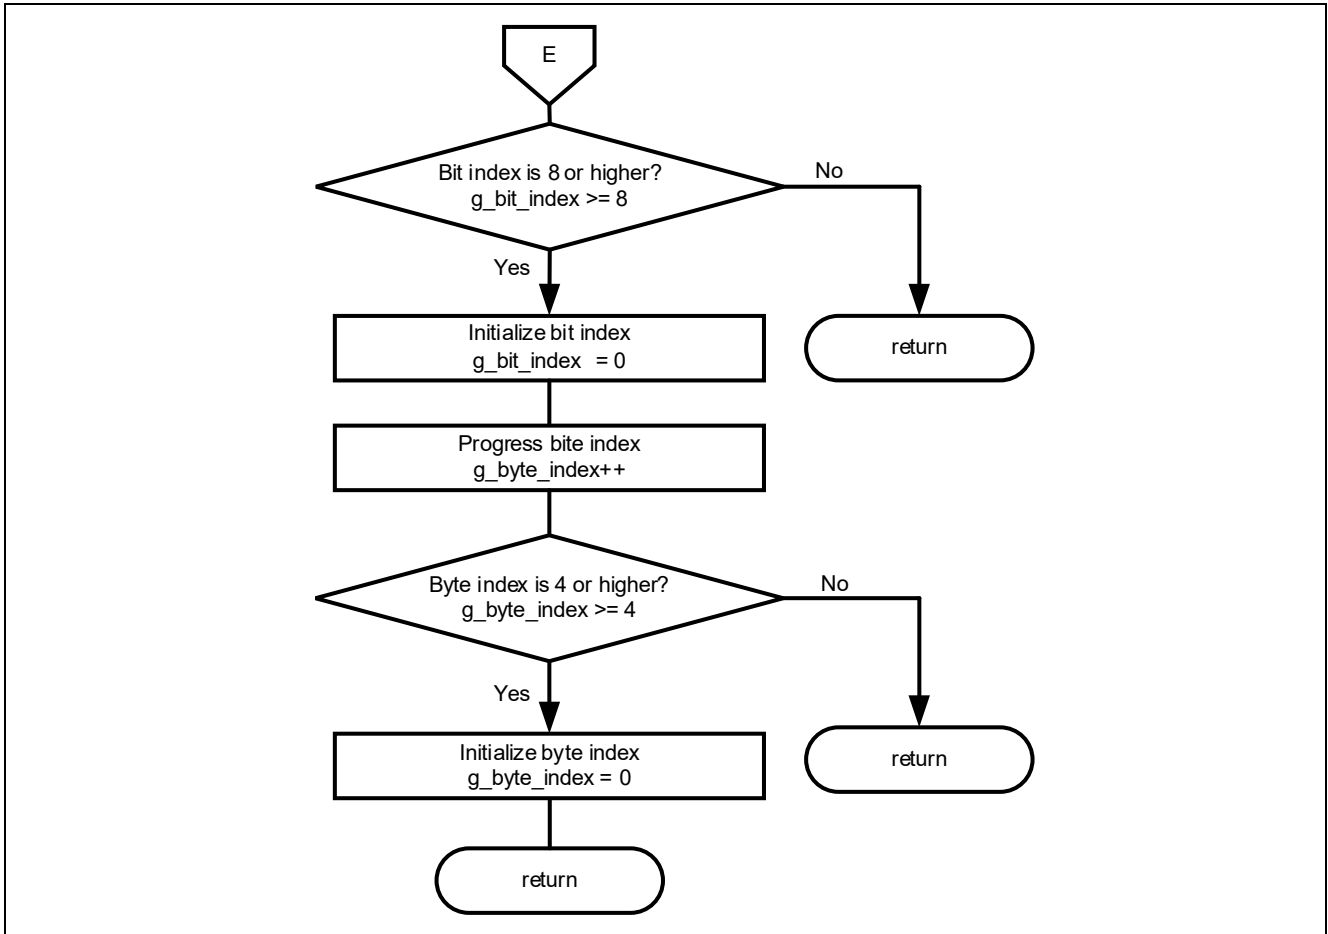 E
Bit index is 8 or higher?
g_bit_index >= 8
No
Yes
Initialize bit index
g_bit_index = 0
return
Progress bite index
g_byte_index++
Byte index is 4 or higher?
g_byte_index >= 4
No
Yes
Initialize byte index
g_byte_index = 0
return
return